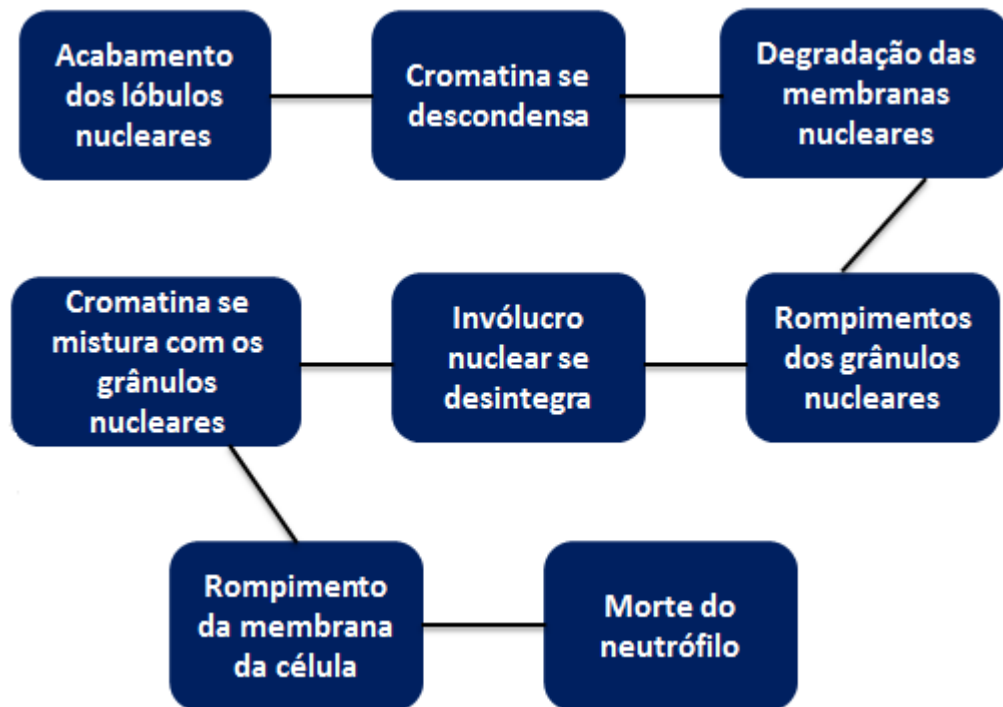 Acabamento
dos lóbulos
nucleares
Cromatina se
descondensa
Degradação das
membranas
nucleares
Rompimentos
dos grânulos
nucleares
Invólucro
nuclear se
desintegra
Cromatina se
mistura com os
grânulos
nucleares
Rompimento
da membrana
da célula
Morte do
neutrófilo